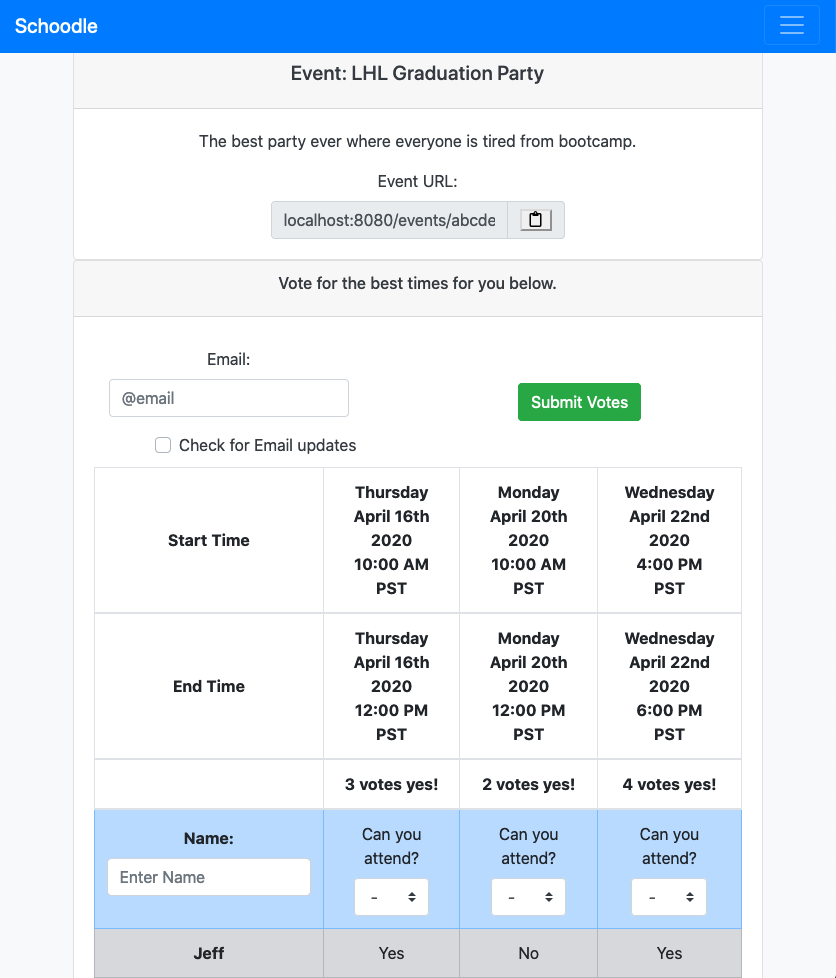 Schoodle
Event: LHL Graduation Party
The best party ever where everyone is tired from bootcamp.
Event URL:
localhost:8080/events/abcde
Vote for the best times for you below.
Email:
@email
Submit Votes
Check for Email updates
Start Time
Thursday
April 16th
2020
10:00 AM
PST
Monday
April 20th
2020
10:00 AM
PST
Wednesday
April 22nd
2020
4:00 PM
PST
End Time
Thursday
April 16th
2020
12:00 PM
PST
Monday
April 20th
2020
12:00 PM
PST
Wednesday
April 22nd
2020
6:00 PM
PST
3 votes yes!
2 votes yes!
4 votes yes!
Name:
Enter Name
Can you
attend?
-
Can you
attend?
-
Can you
attend?
-
Jeff
Yes
No
Yes